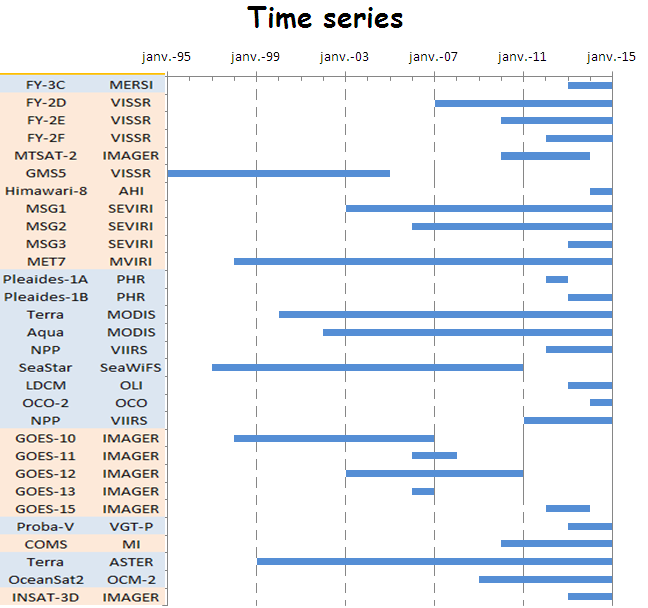 Time series
janv.-95 janv.-99 janv.-03 janv.-07 janv.-11 janv.-15
FY-3C MERSI
FY-2D VISSR
FY-2E VISSR
FY-2F VISSR
MTSAT-2 IMAGER
GMS5 VISSR
Himawari-8 AHI
MSG1 SEVIRI
MSG2 SEVIRI
MSG3 SEVIRI
MET7 MVIRI
Pleaides-1A PHR
Pleaides-1B PHR
Terra MODIS
Aqua MODIS
NPP VIIRS
SeaStar SeaWiFS
LDCM OLI
OCO-2 OCO
NPP VIIRS
GOES-10 IMAGER
GOES-11 IMAGER
GOES-12 IMAGER
GOES-13 IMAGER
GOES-15 IMAGER
Proba-V VGT-P
COMS MI
Terra ASTER
OceanSat2 OCM-2
INSAT-3D IMAGER